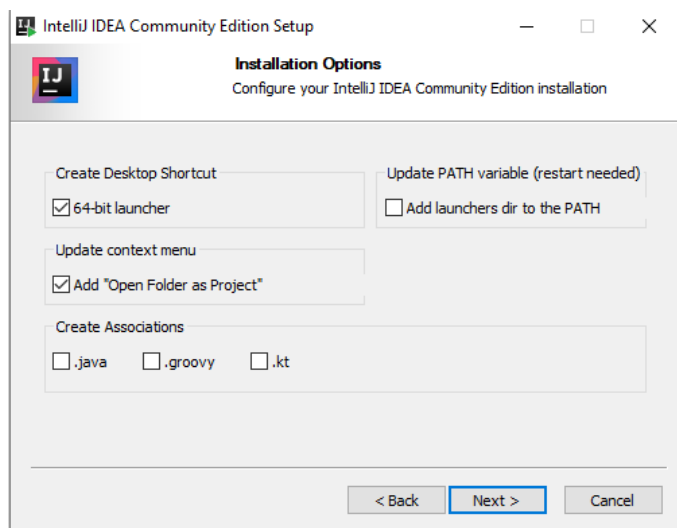 IntelliJ IDEA Community Edition Setup
IJ
Installation Options
Configure your IntelliJ IDEA Community Edition installation
Create Desktop Shortcut
64-bit launcher
Update PATH variable (restart needed)
Add launchers dir to the PATH
Update context menu
Add "Open Folder as Project"
Create Associations
.java .groovy .kt
< Back Next > Cancel